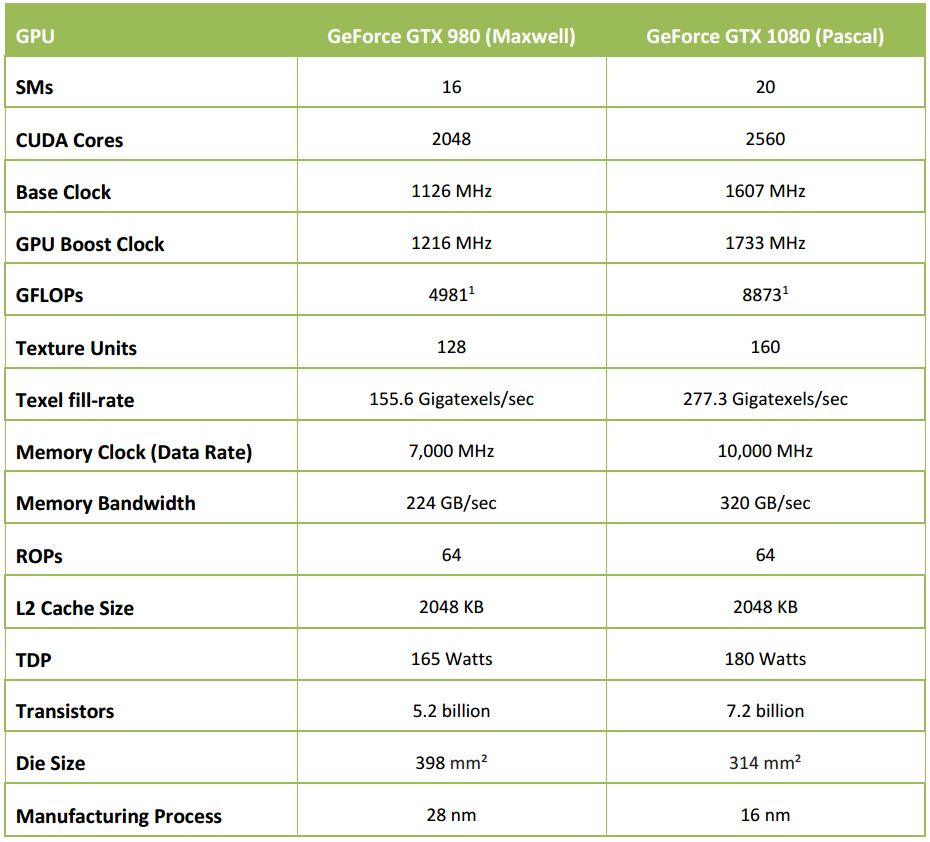 GPU GeForce GTX 980 (Maxwell) GeForce GTX 1080 (Pascal)
SMs 16 20
CUDA Cores 2048 2560
Base Clock 1126 MHz 1607 MHz
GPU Boost Clock 1216 MHz 1733 MHz
GFLOPs 4981¹ 8873¹
Texture Units 128 160
Texel fill-rate 155.6 Gigatexels/sec 277.3 Gigatexels/sec
Memory Clock (Data Rate) 7,000 MHz 10,000 MHz
Memory Bandwidth 224 GB/sec 320 GB/sec
ROPs 64 64
L2 Cache Size 2048 KB 2048 KB
TDP 165 Watts 180 Watts
Transistors 5.2 billion 7.2 billion
Die Size 398 mm² 314 mm²
Manufacturing Process 28 nm 16 nm